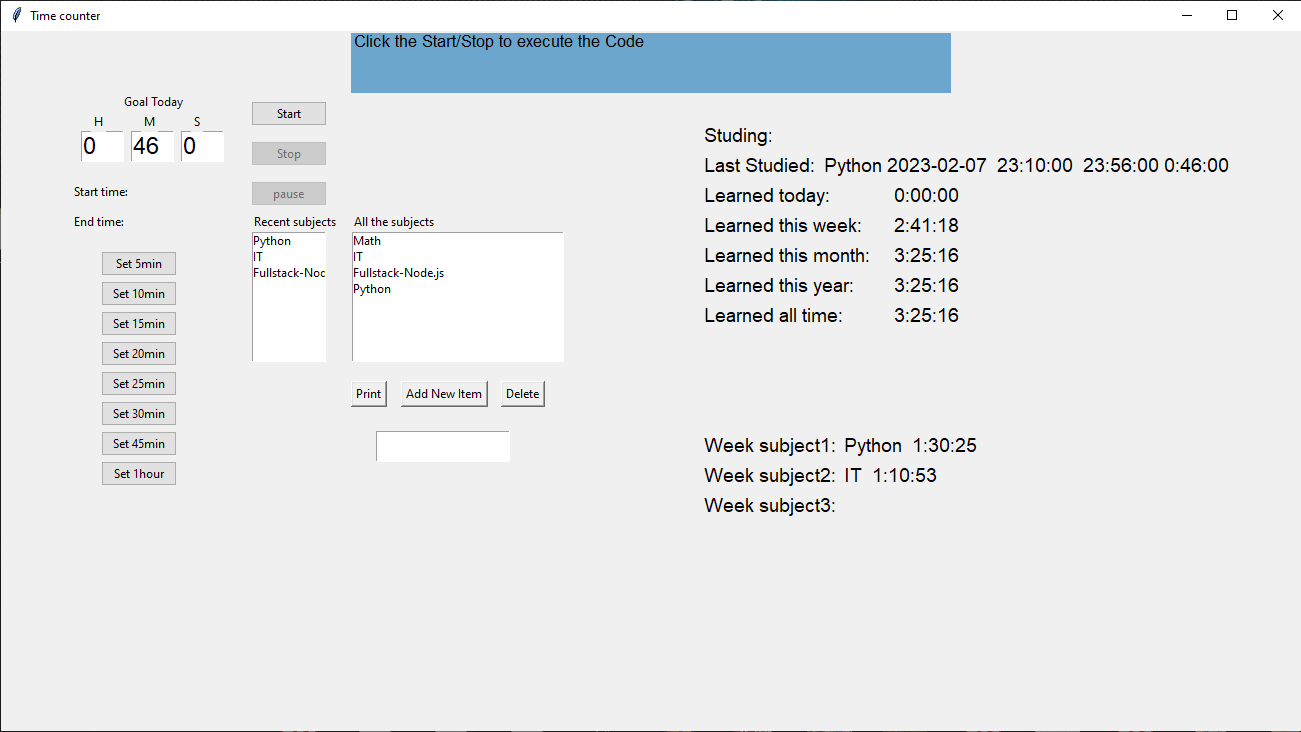 Time counter
Click the Start/Stop to execute the Code
Goal Today
H M S
0 46 0
Start time:
End time:
Set 5min
Set 10min
Set 15min
Set 20min
Set 25min
Set 30min
Set 45min
Set 1hour
Start
Stop
pause
Recent subjects
Python
IT
Fullstack-Nod
All the subjects
Math
IT
Fullstack-Node.js
Python
Print Add New Item Delete
Studing:
Last Studied: Python 2023-02-07 23:10:00 23:56:00 0:46:00
Learned today: 0:00:00
Learned this week: 2:41:18
Learned this month: 3:25:16
Learned this year: 3:25:16
Learned all time: 3:25:16
Week subject1: Python 1:30:25
Week subject2: IT 1:10:53
Week subject3: